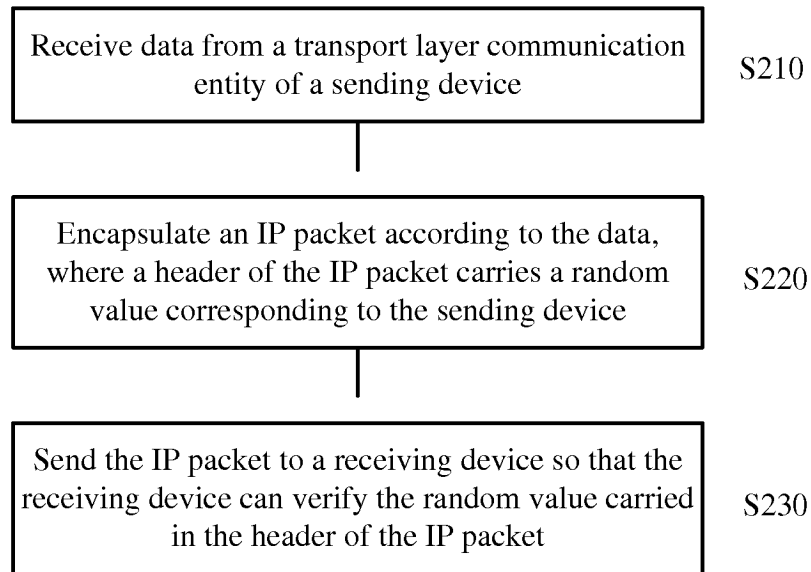 Receive data from a transport layer communication
entity of a sending device
S210
Encapsulate an IP packet according to the data,
where a header of the IP packet carries a random
value corresponding to the sending device
S220
Send the IP packet to a receiving device so that the
receiving device can verify the random value carried
in the header of the IP packet
S230